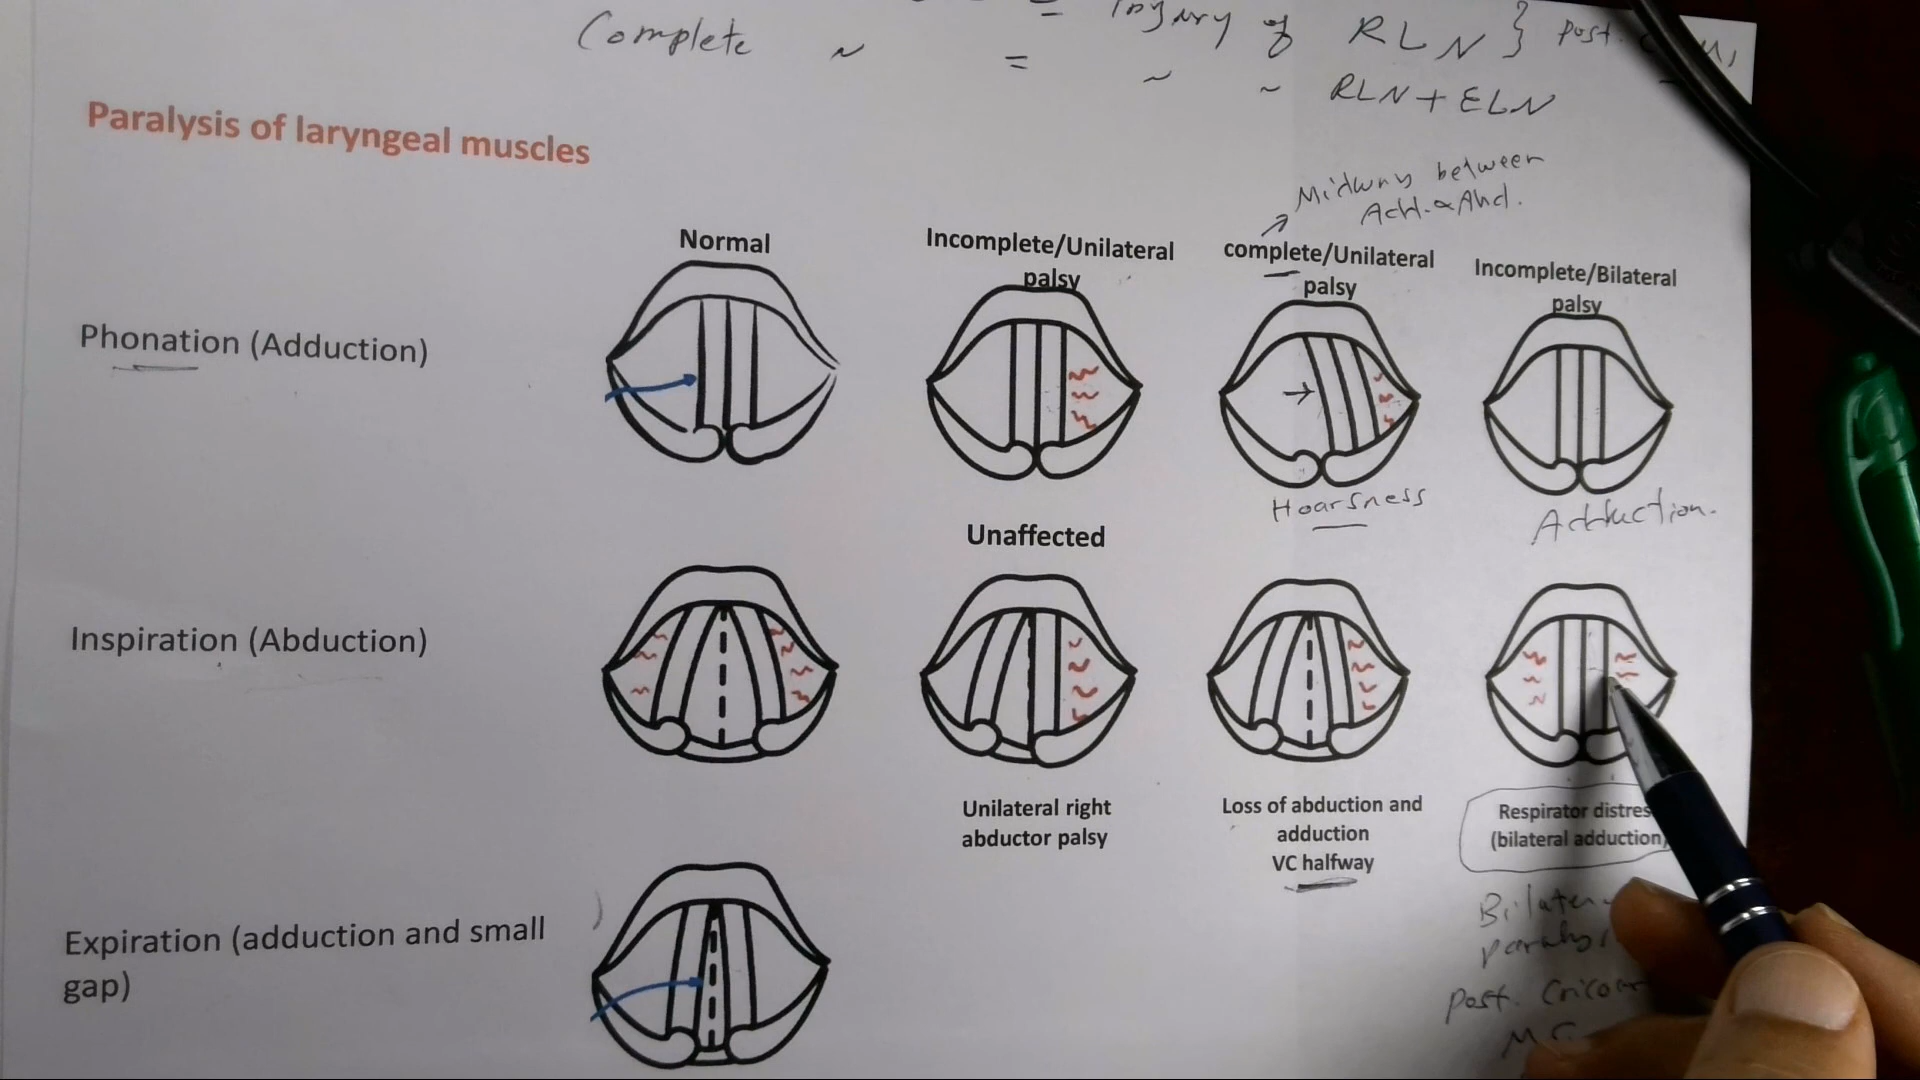 = Injury of RLN } Post.
Complete ~ = ~ ~ RLN + ELN
Paralysis of laryngeal muscles
Midway between
Add. & Abd.
Normal
Incomplete/Unilateral
palsy
complete/Unilateral
palsy
Incomplete/Bilateral
palsy
Phonation (Adduction)
Hoarsness
Adduction.
Unaffected
Inspiration (Abduction)
Unilateral right
abductor palsy
Loss of abduction and
adduction
VC halfway
Respirator distres
(bilateral adduction)
Expiration (adduction and small
gap)
Post.